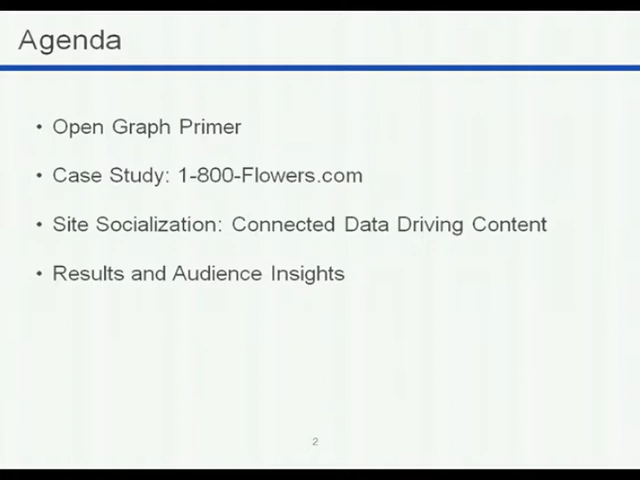 Agenda
• Open Graph Primer
• Case Study: 1-800-Flowers.com
• Site Socialization: Connected Data Driving Content
• Results and Audience Insights
2